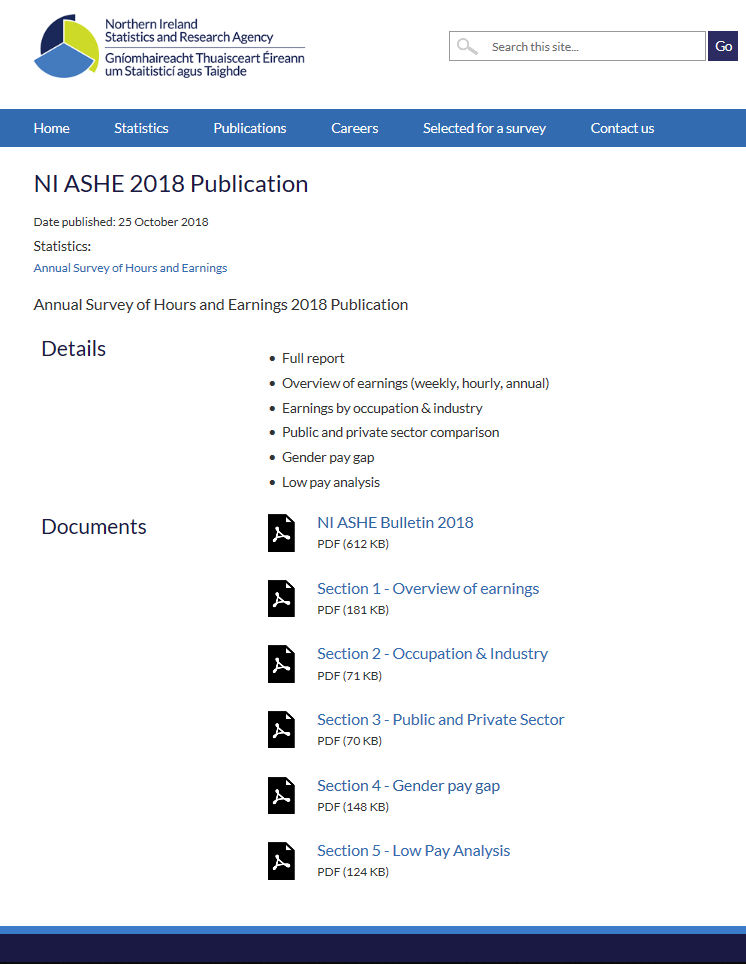 Northern Ireland
Statistics and Research Agency
Gníomhaireacht Thuaisceart Éireann
um Staitisticí agus Taighde
Search this site...
Go
Home
Statistics
Publications
Careers
Selected for a survey
Contact us
NI ASHE 2018 Publication
Date published: 25 October 2018
Statistics:
Annual Survey of Hours and Earnings
Annual Survey of Hours and Earnings 2018 Publication
Details
• Full report
• Overview of earnings (weekly, hourly, annual)
• Earnings by occupation & industry
• Public and private sector comparison
• Gender pay gap
• Low pay analysis
Documents
NI ASHE Bulletin 2018
PDF (612 KB)
Section 1 - Overview of earnings
PDF (181 KB)
Section 2 - Occupation & Industry
PDF (71 KB)
Section 3 - Public and Private Sector
PDF (70 KB)
Section 4 - Gender pay gap
PDF (148 KB)
Section 5 - Low Pay Analysis
PDF (124 KB)